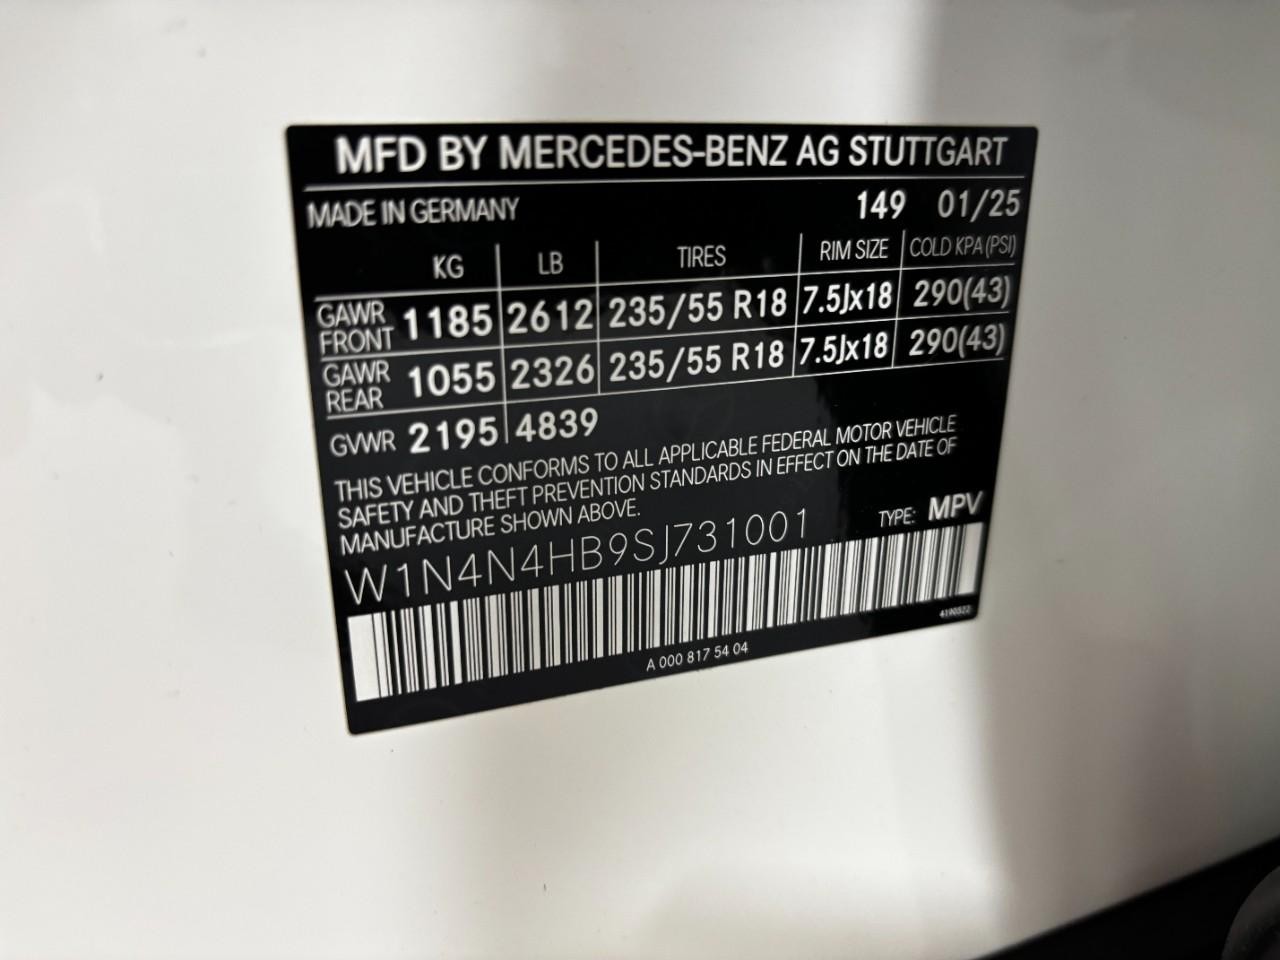 MFD BY MERCEDES-BENZ AG STUTTGART
MADE IN GERMANY 149 01/25
KG LB TIRES RIM SIZE COLD KPA (PSI)
GAWR FRONT 1185 2612 235/55 R18 7.5Jx18 290(43)
GAWR REAR 1055 2326 235/55 R18 7.5Jx18 290(43)
GVWR 2195 4839
THIS VEHICLE CONFORMS TO ALL APPLICABLE FEDERAL MOTOR VEHICLE
SAFETY AND THEFT PREVENTION STANDARDS IN EFFECT ON THE DATE OF
MANUFACTURE SHOWN ABOVE.
W1N4N4HB9SJ731001 TYPE: MPV
A 000 817 54 04